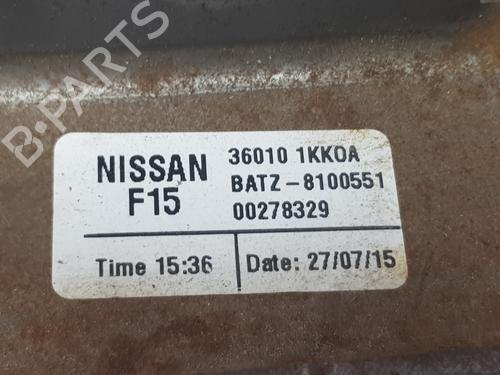 B-PARTS
NISSAN
F15
36010 1KK0A
BATZ-8100551
00278329
Time 15:36
Date: 27/07/15